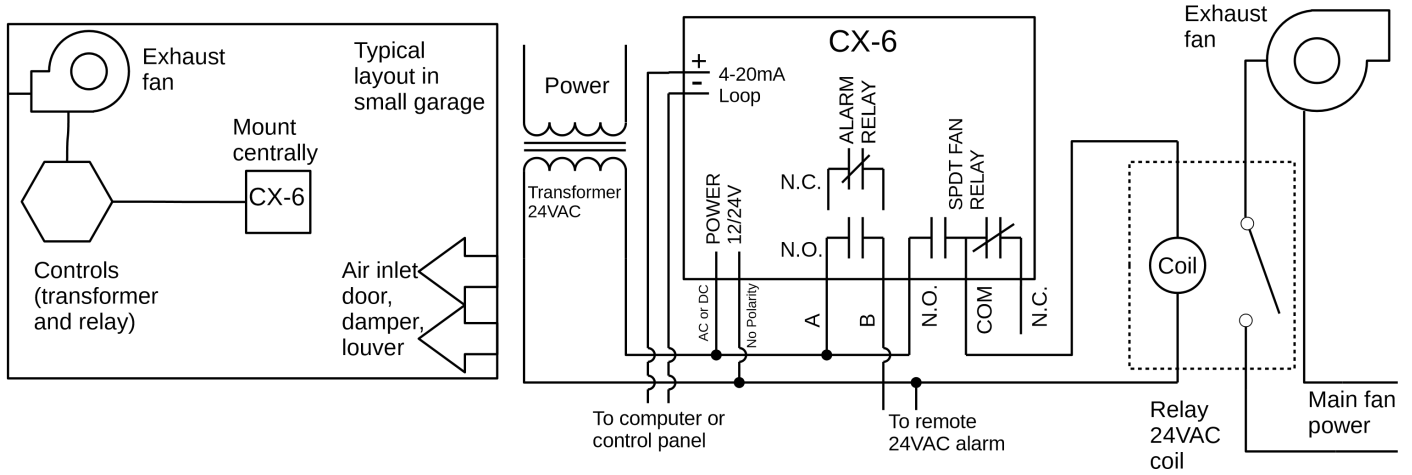 Exhaust
fan
Typical
layout in
small garage
Mount
centrally
CX-6
Controls
(transformer
and relay)
Air inlet
door,
damper,
louver
Power
Transformer
24VAC
CX-6
+
-
4-20mA
Loop
ALARM
RELAY
N.C.
N.O.
POWER
12/24V
SPDT FAN
RELAY
AC or DC
No Polarity
A
B
N.O.
COM
N.C.
To computer or
control panel
To remote
24VAC alarm
Exhaust
fan
Coil
Relay
24VAC
coil
Main fan
power